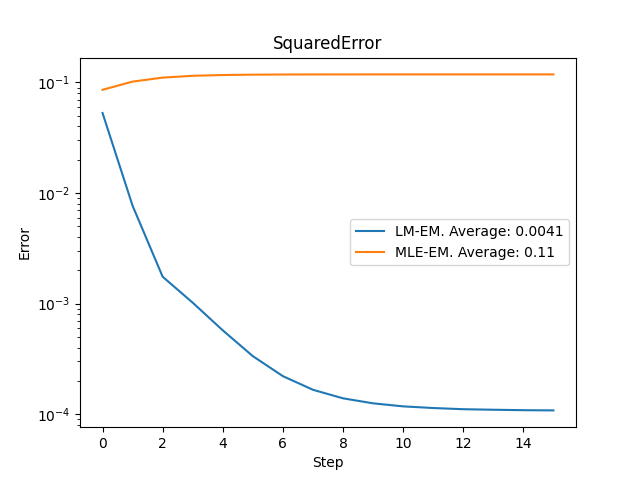 SquaredError
Error
10⁻¹
10⁻²
10⁻³
10⁻⁴
LM-EM. Average: 0.0041
MLE-EM. Average: 0.11
0 2 4 6 8 10 12 14
Step